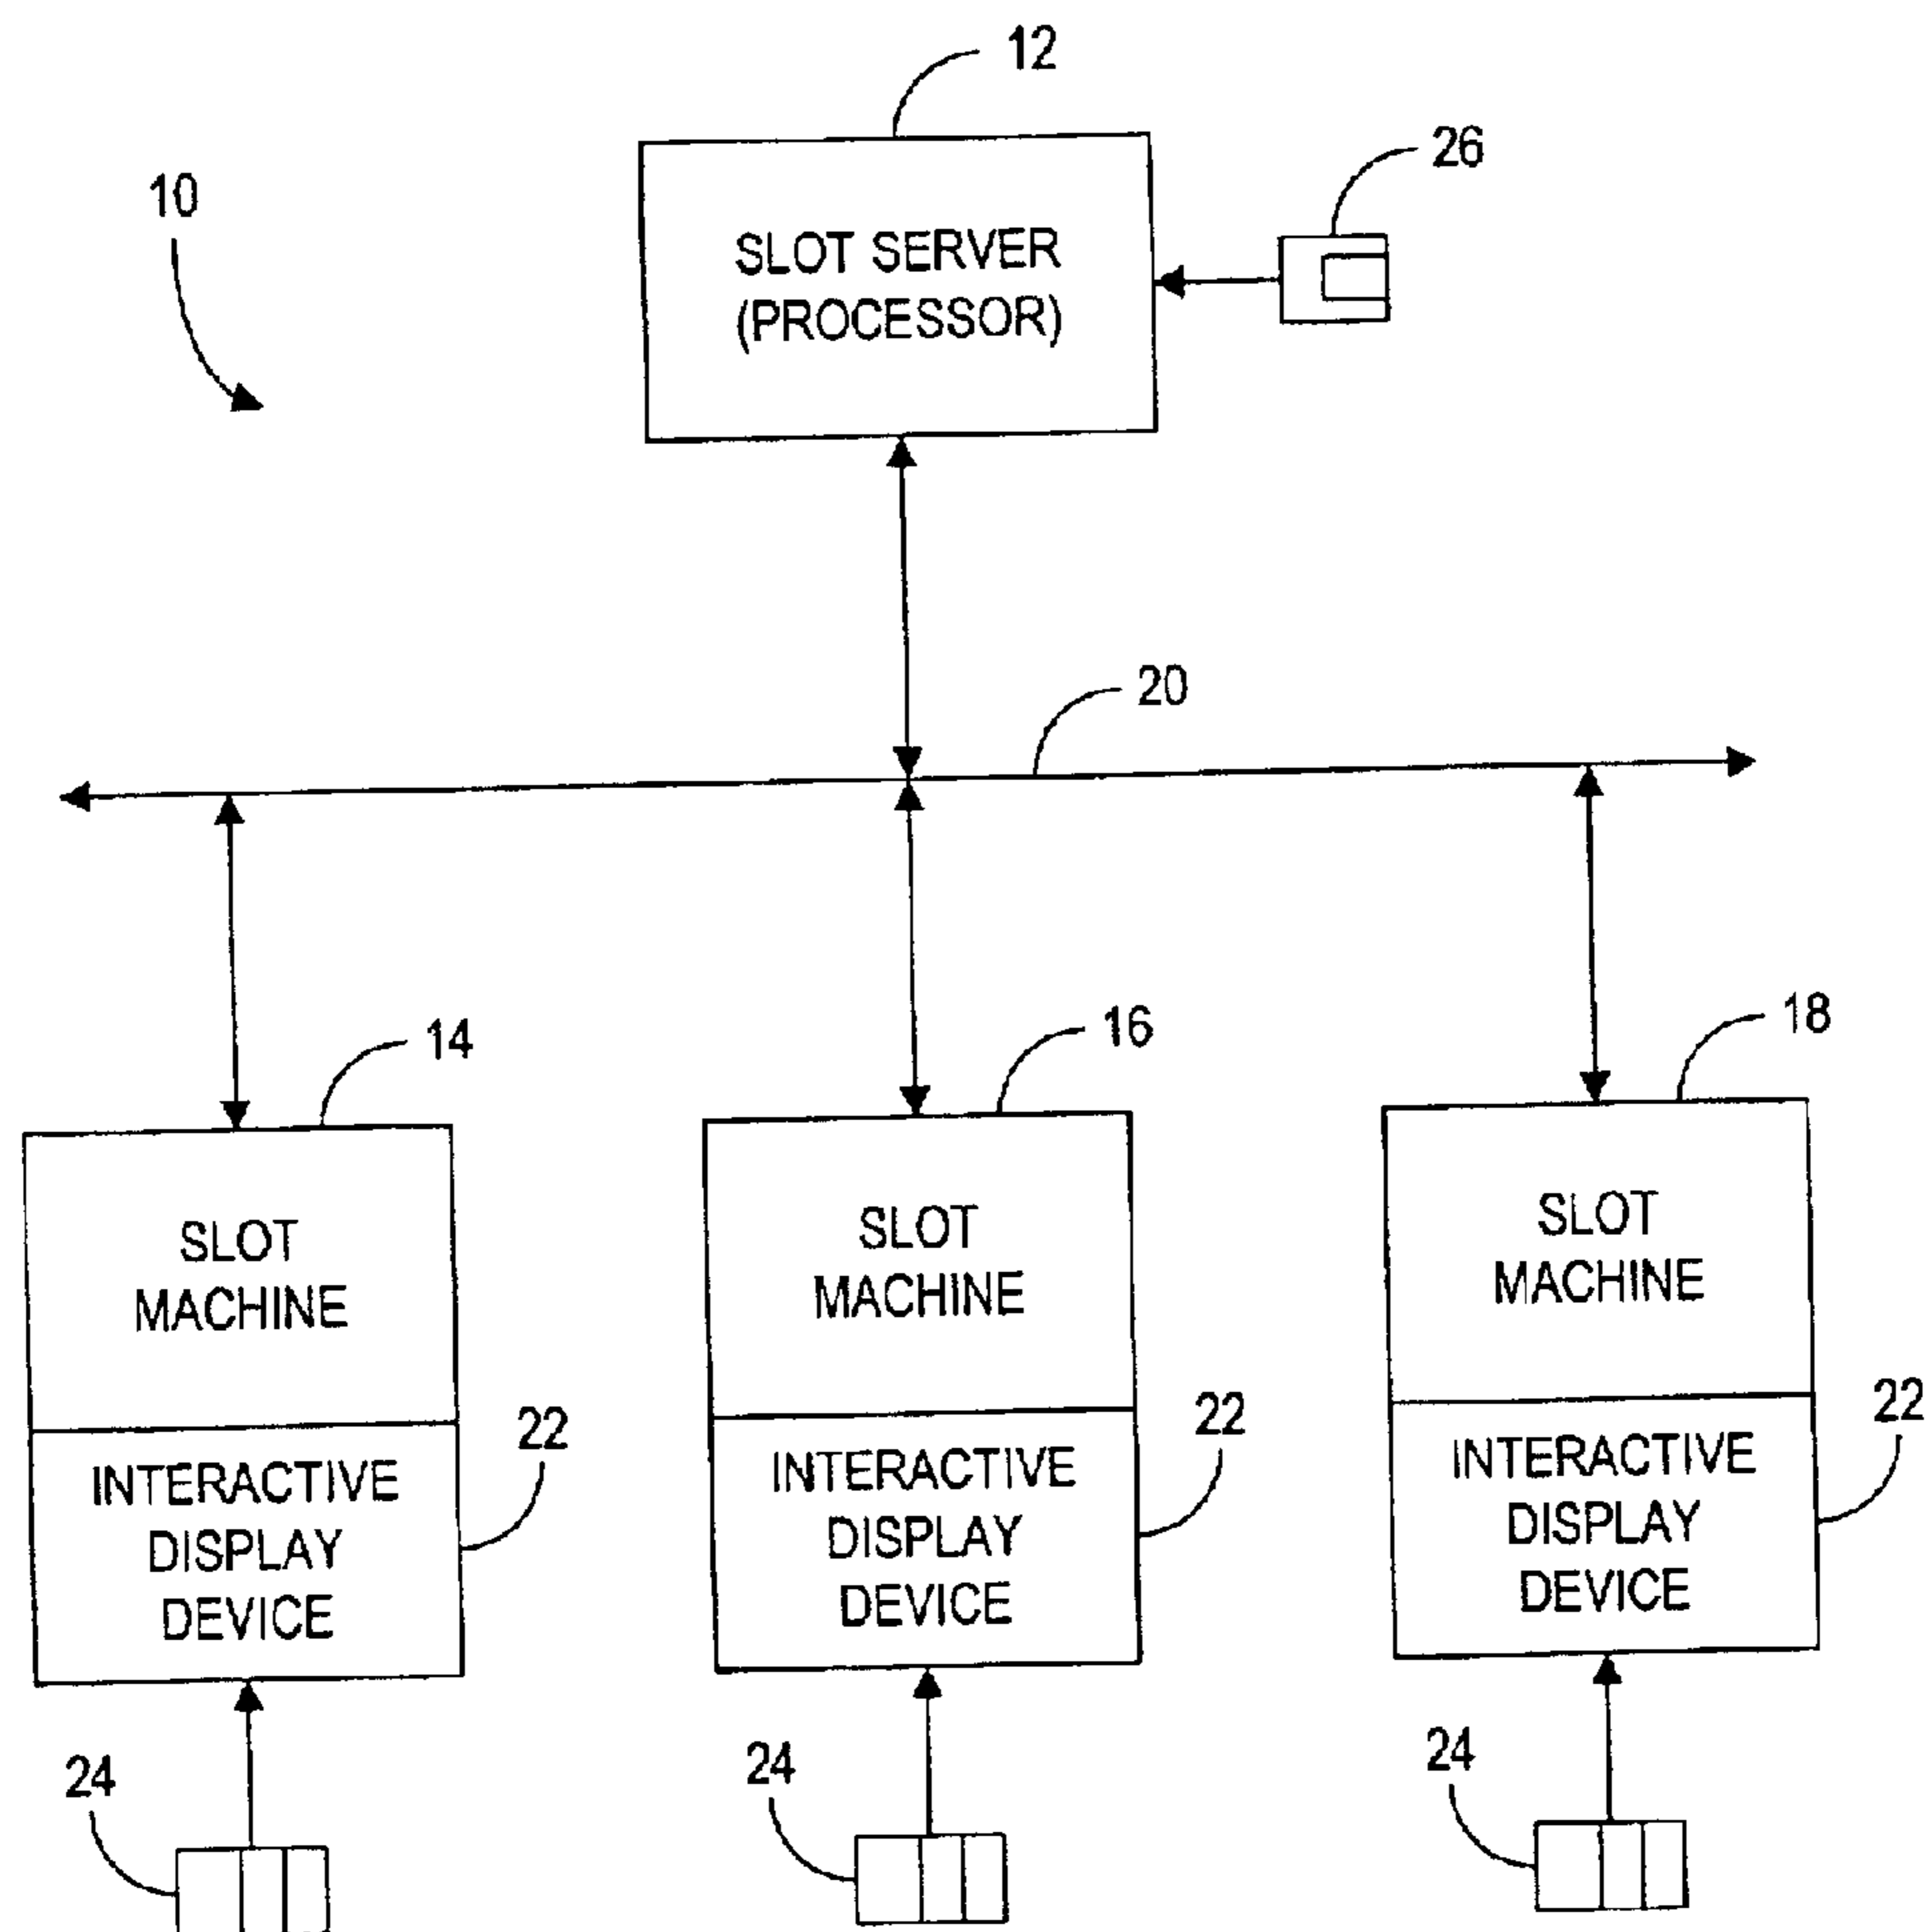 12
26
10
SLOT SERVER
(PROCESSOR)
20
14
16
18
SLOT
MACHINE
SLOT
MACHINE
SLOT
MACHINE
22
22
22
INTERACTIVE
DISPLAY
DEVICE
INTERACTIVE
DISPLAY
DEVICE
INTERACTIVE
DISPLAY
DEVICE
24
24
24